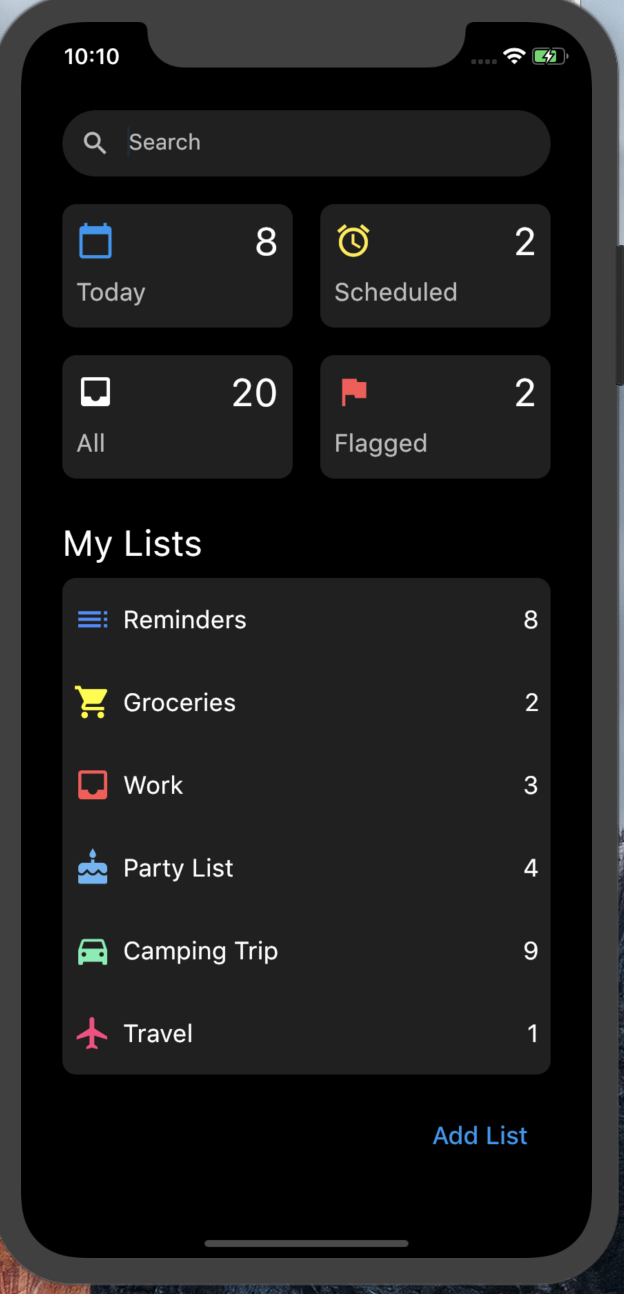 10:10
Search
8
Today
2
Scheduled
20
All
2
Flagged
My Lists
Reminders 8
Groceries 2
Work 3
Party List 4
Camping Trip 9
Travel 1
Add List